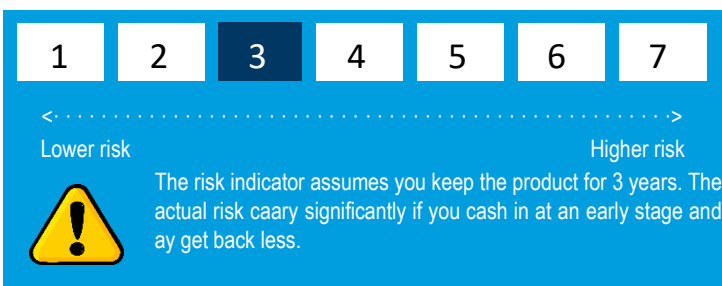 1 2 3 4 5 6 7
<· · · · · · · · · · · · · · · · · · · · · · · · · · · · · · · · · · · · · · · · · · · · · · · · · · · · ·>
Lower risk Higher risk
The risk indicator assumes you keep the product for 3 years. The
actual risk caary significantly if you cash in at an early stage and
ay get back less.